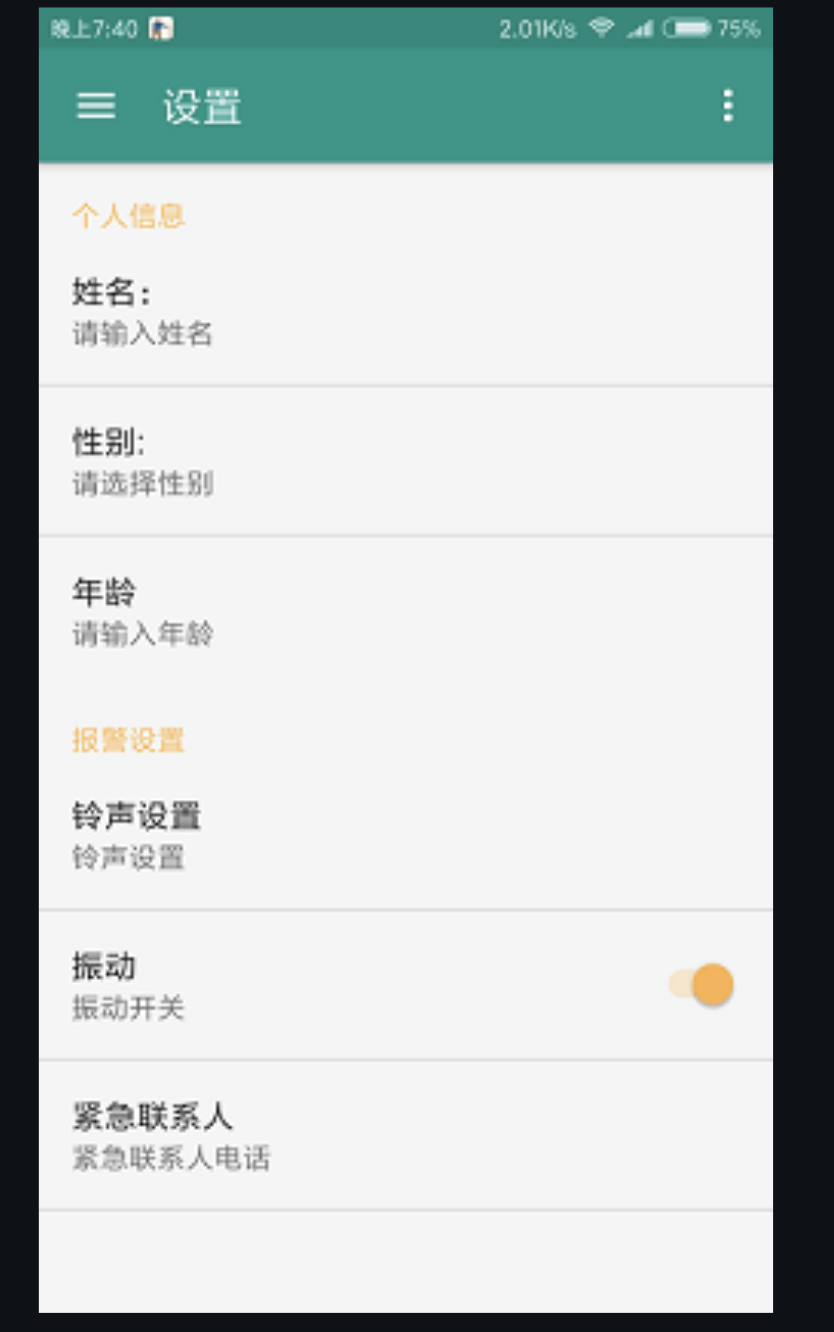 晚上7:40
2.01K/s
75%
设置
个人信息
姓名：
请输入姓名
性别:
请选择性别
年龄
请输入年龄
报警设置
铃声设置
铃声设置
振动
振动开关
紧急联系人
紧急联系人电话